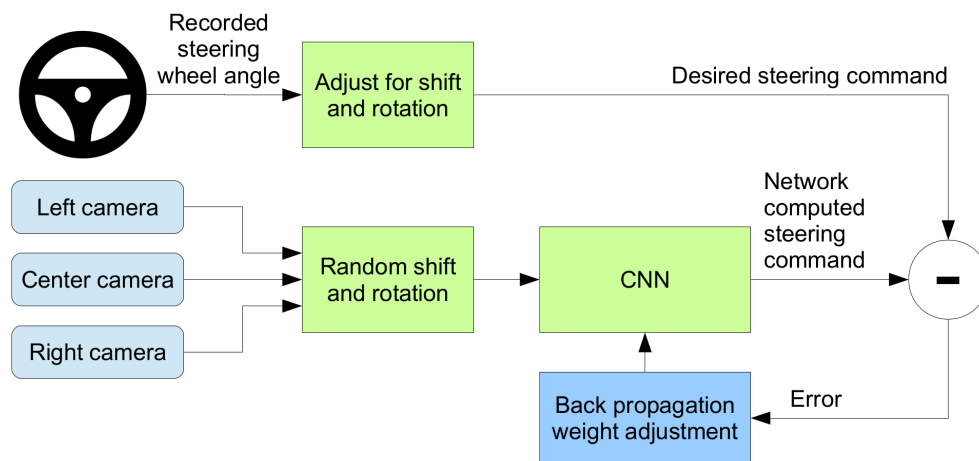 Recorded
steering
wheel angle
Adjust for shift
and rotation
Desired steering command
Left camera
Center camera
Right camera
Random shift
and rotation
CNN
Network
computed
steering
command
-
Back propagation
weight adjustment
Error